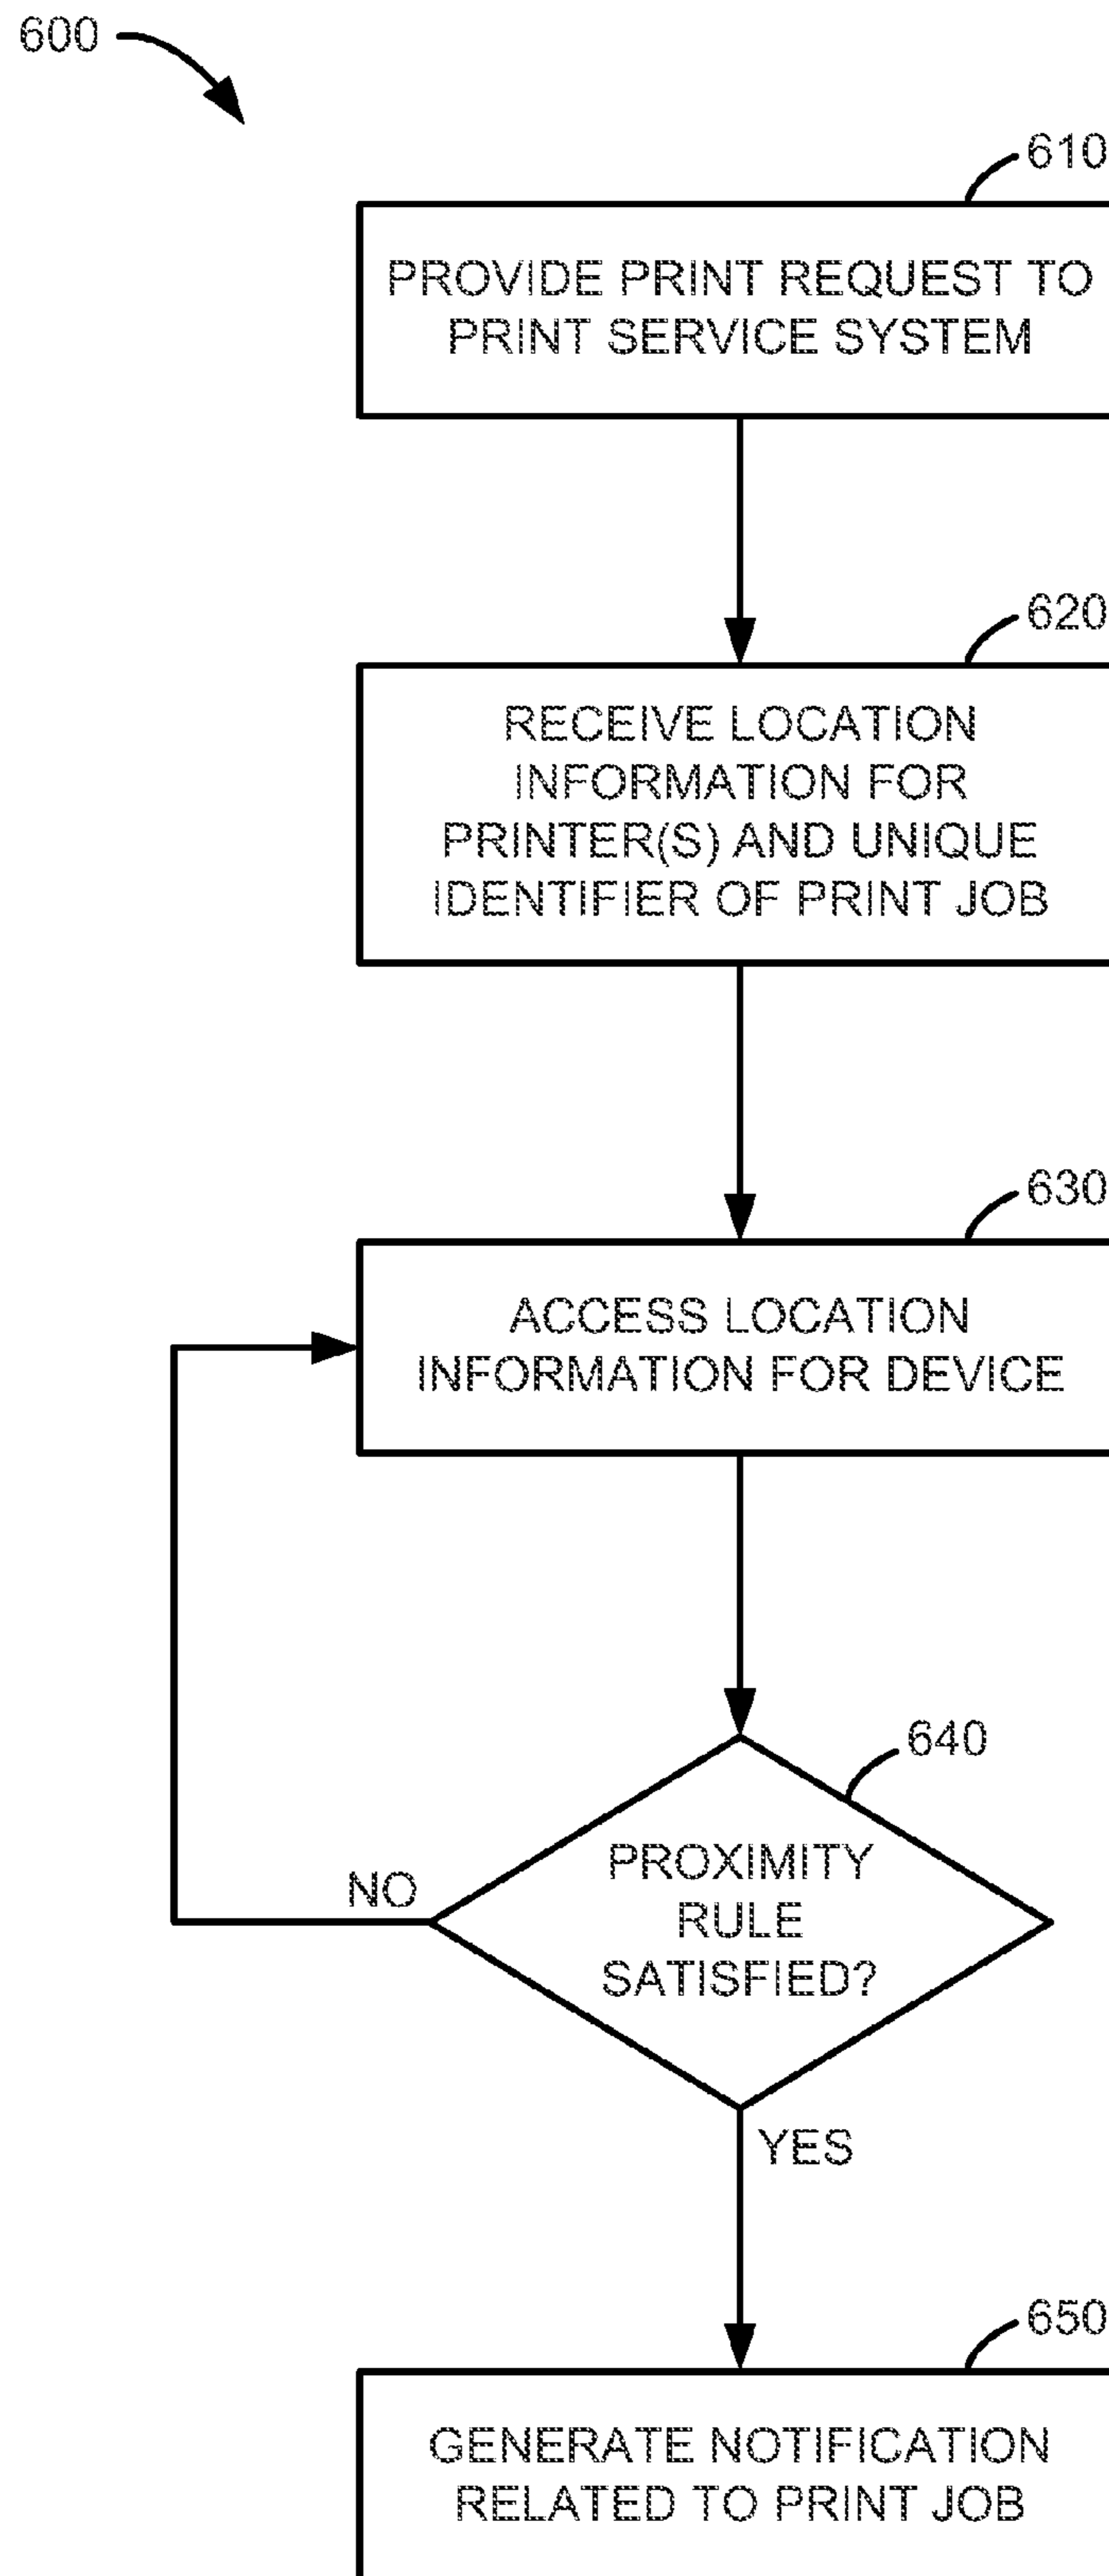 600
610
PROVIDE PRINT REQUEST TO
PRINT SERVICE SYSTEM
620
RECEIVE LOCATION
INFORMATION FOR
PRINTER(S) AND UNIQUE
IDENTIFIER OF PRINT JOB
630
ACCESS LOCATION
INFORMATION FOR DEVICE
640
PROXIMITY
RULE
SATISFIED?
NO
YES
650
GENERATE NOTIFICATION
RELATED TO PRINT JOB